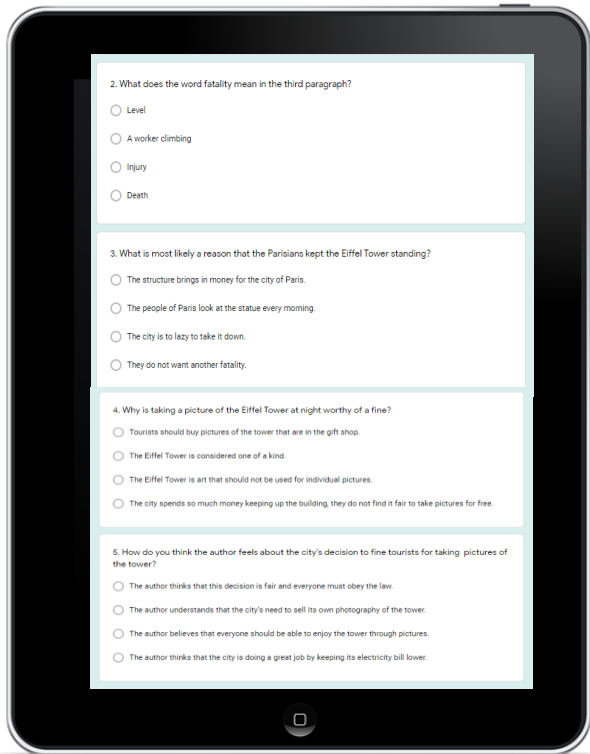 2. What does the word fatality mean in the third paragraph?
Level
A worker climbing
Injury
Death
3. What is most likely a reason that the Parisians kept the Eiffel Tower standing?
The structure brings in money for the city of Paris.
The people of Paris look at the statue every morning.
The city is to lazy to take it down.
They do not want another fatality.
4. Why is taking a picture of the Eiffel Tower at night worthy of a fine?
Tourists should buy pictures of the tower that are in the gift shop.
The Eiffel Tower is considered one of a kind.
The Eiffel Tower is art that should not be used for individual pictures.
The city spends so much money keeping up the building, they do not find it fair to take pictures for free.
5. How do you think the author feels about the city's decision to fine tourists for taking pictures of
the tower?
The author thinks that this decision is fair and everyone must obey the law.
The author understands that the city's need to sell its own photography of the tower.
The author believes that everyone should be able to enjoy the tower through pictures.
The author thinks that the city is doing a great job by keeping its electricity bill lower.